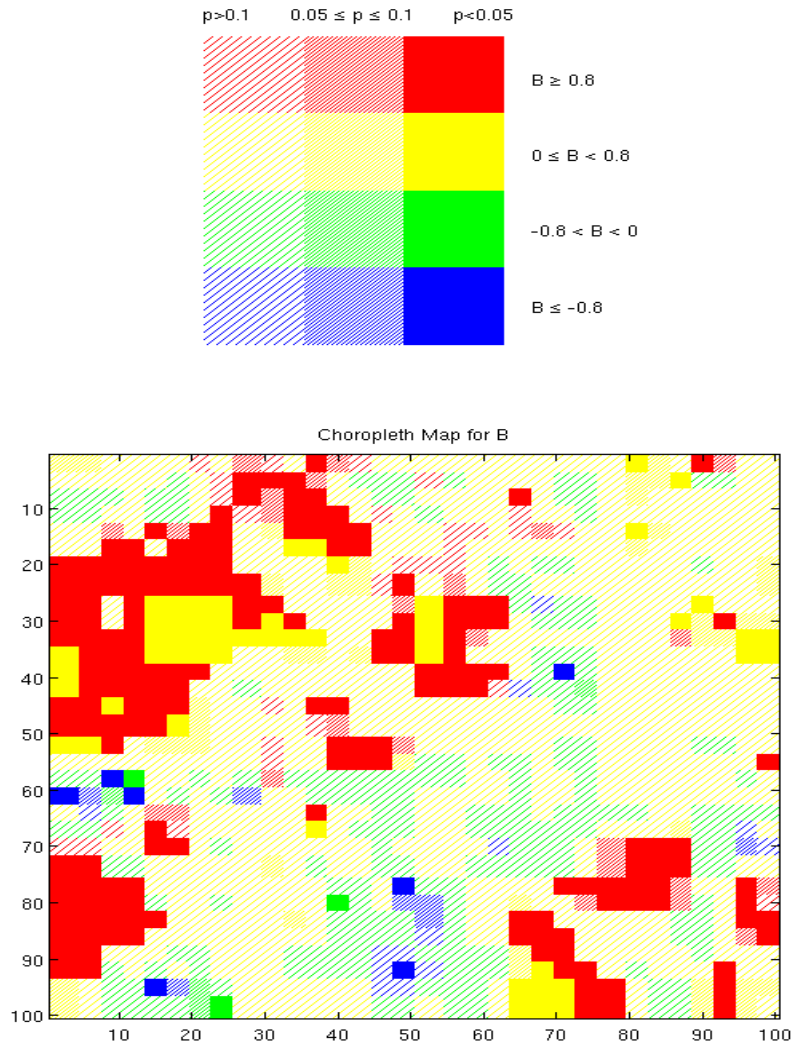 p>0.1 0.05 ≤ p ≤ 0.1 p<0.05
B ≥ 0.8
0 ≤ B < 0.8
-0.8 < B < 0
B ≤ -0.8
Choropleth Map for B
10
20
30
40
50
60
70
80
90
100
10 20 30 40 50 60 70 80 90 100